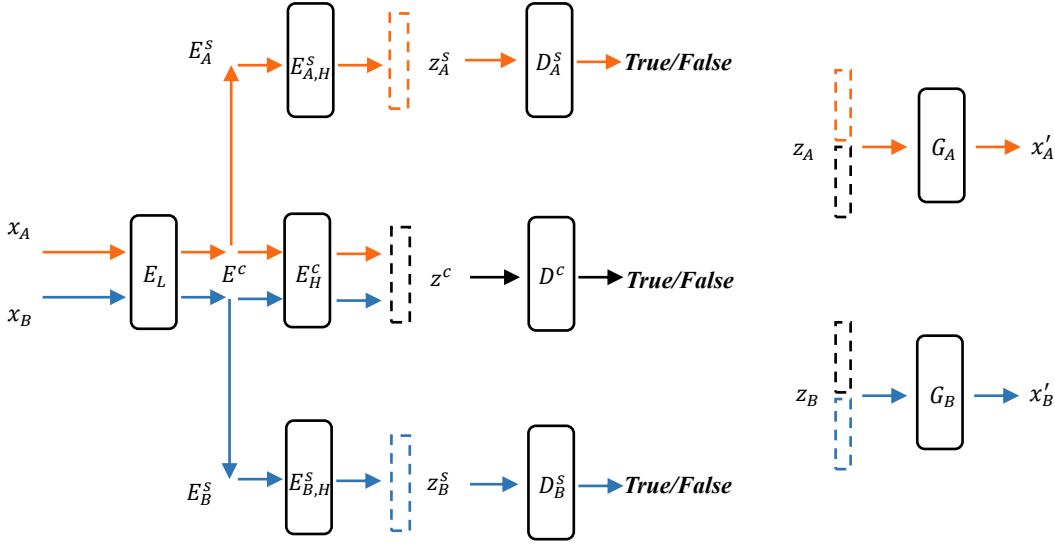 E_A^s E_{A,H}^s z_A^s D_A^s True/False
z_A G_A x'_A
x_A
E_L E^c E_H^c z^c D^c True/False
x_B
z_B G_B x'_B
E_B^s E_{B,H}^s z_B^s D_B^s True/False